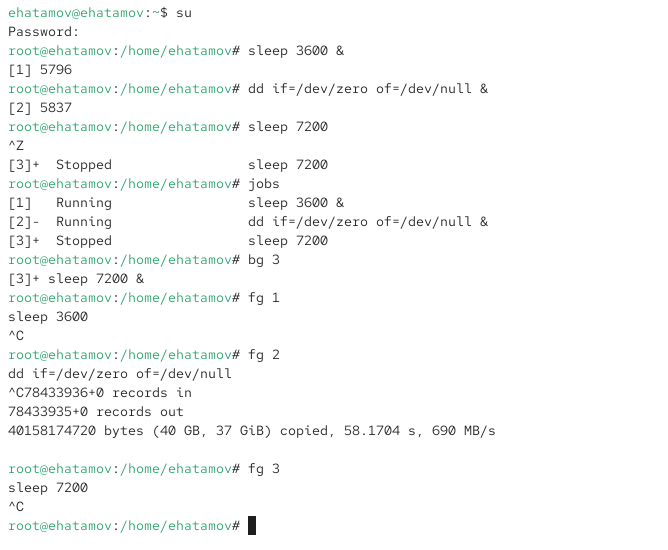 ehatamov@ehatamov:~$ su
Password:
root@ehatamov:/home/ehatamov# sleep 3600 &
[1] 5796
root@ehatamov:/home/ehatamov# dd if=/dev/zero of=/dev/null &
[2] 5837
root@ehatamov:/home/ehatamov# sleep 7200
^Z
[3]+  Stopped                 sleep 7200
root@ehatamov:/home/ehatamov# jobs
[1]   Running                 sleep 3600 &
[2]-  Running                 dd if=/dev/zero of=/dev/null &
[3]+  Stopped                 sleep 7200
root@ehatamov:/home/ehatamov# bg 3
[3]+ sleep 7200 &
root@ehatamov:/home/ehatamov# fg 1
sleep 3600
^C
root@ehatamov:/home/ehatamov# fg 2
dd if=/dev/zero of=/dev/null
^C78433936+0 records in
78433935+0 records out
40158174720 bytes (40 GB, 37 GiB) copied, 58.1704 s, 690 MB/s

root@ehatamov:/home/ehatamov# fg 3
sleep 7200
^C
root@ehatamov:/home/ehatamov#